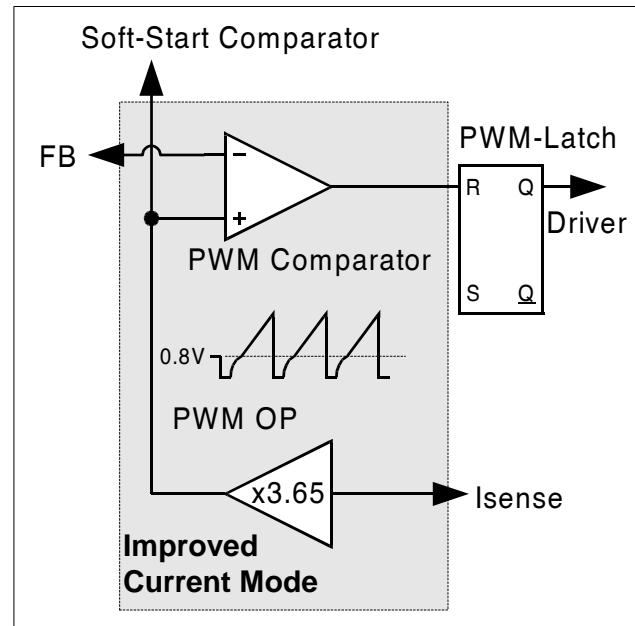 Soft-Start Comparator
FB
PWM-Latch
−
+
R Q
Driver
PWM Comparator
S Q
0.8V
PWM OP
x3.65
Isense
Improved
Current Mode